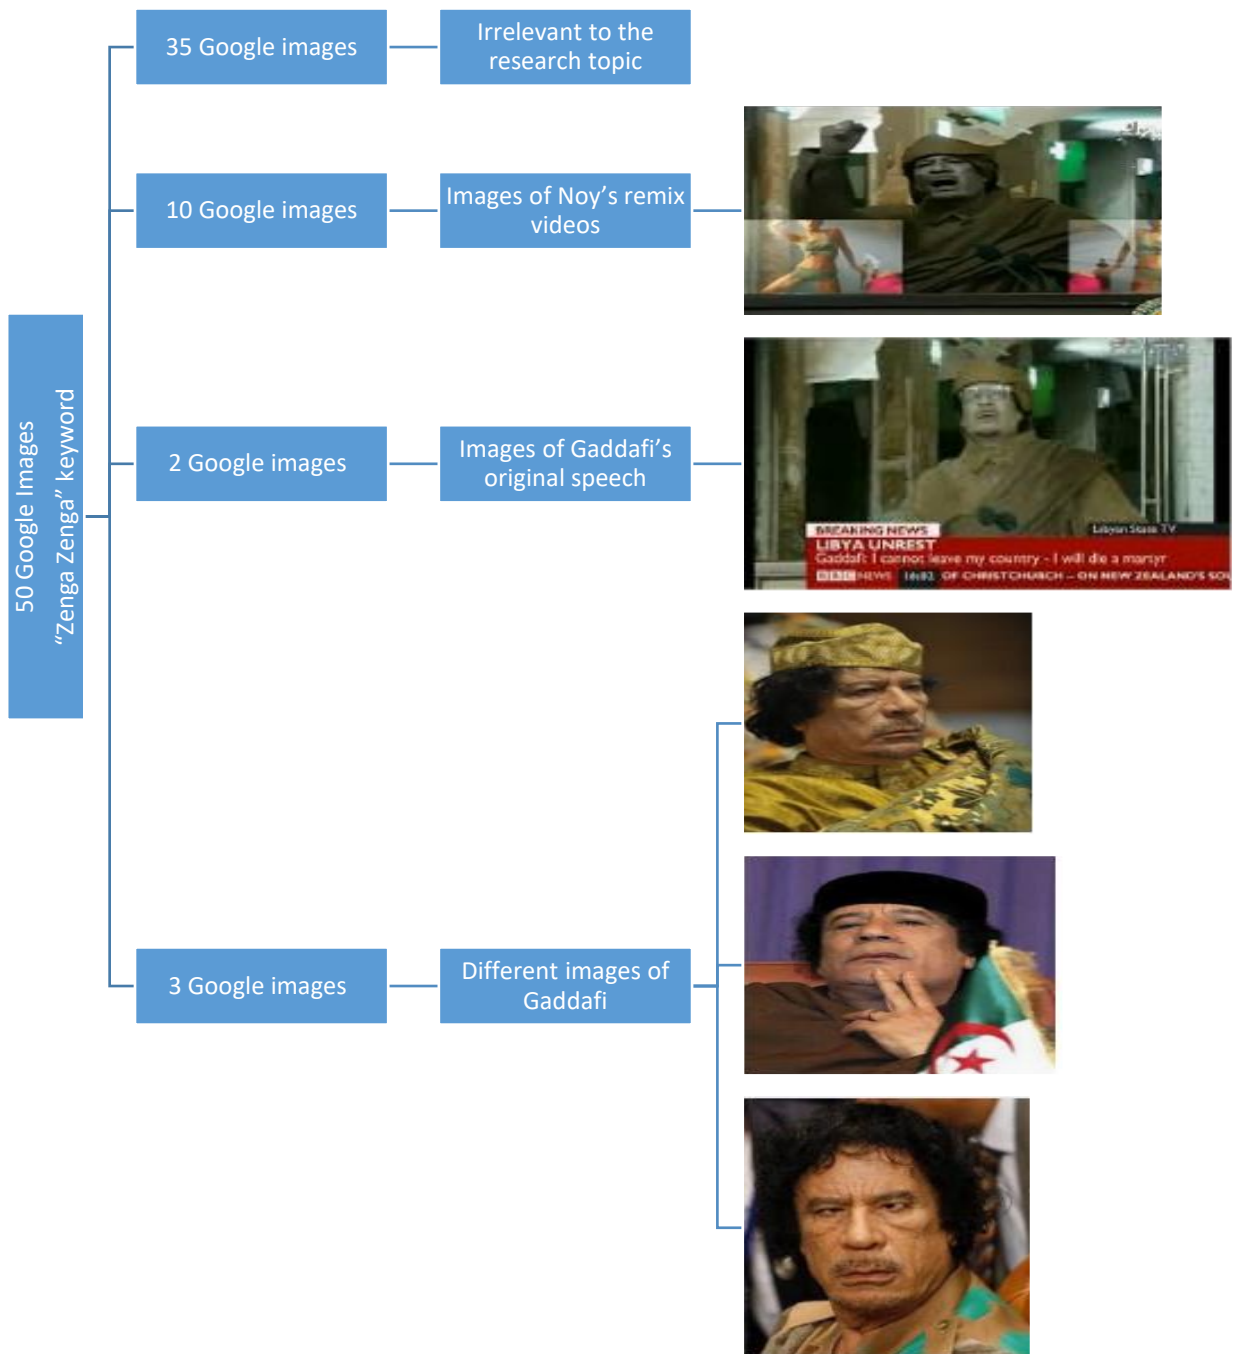 50 Google Images
“Zenga Zenga” keyword
35 Google images
Irrelevant to the
research topic
10 Google images
Images of Noy’s remix
videos
2 Google images
Images of Gaddafi’s
original speech
BREAKING NEWS
Libyan State TV
LIBYA UNREST
Gaddafi: I cannot leave my country - I will die a martyr
BBC NEWS 16:02 OF CHRISTCHURCH – ON NEW ZEALAND'S SOU
3 Google images
Different images of
Gaddafi